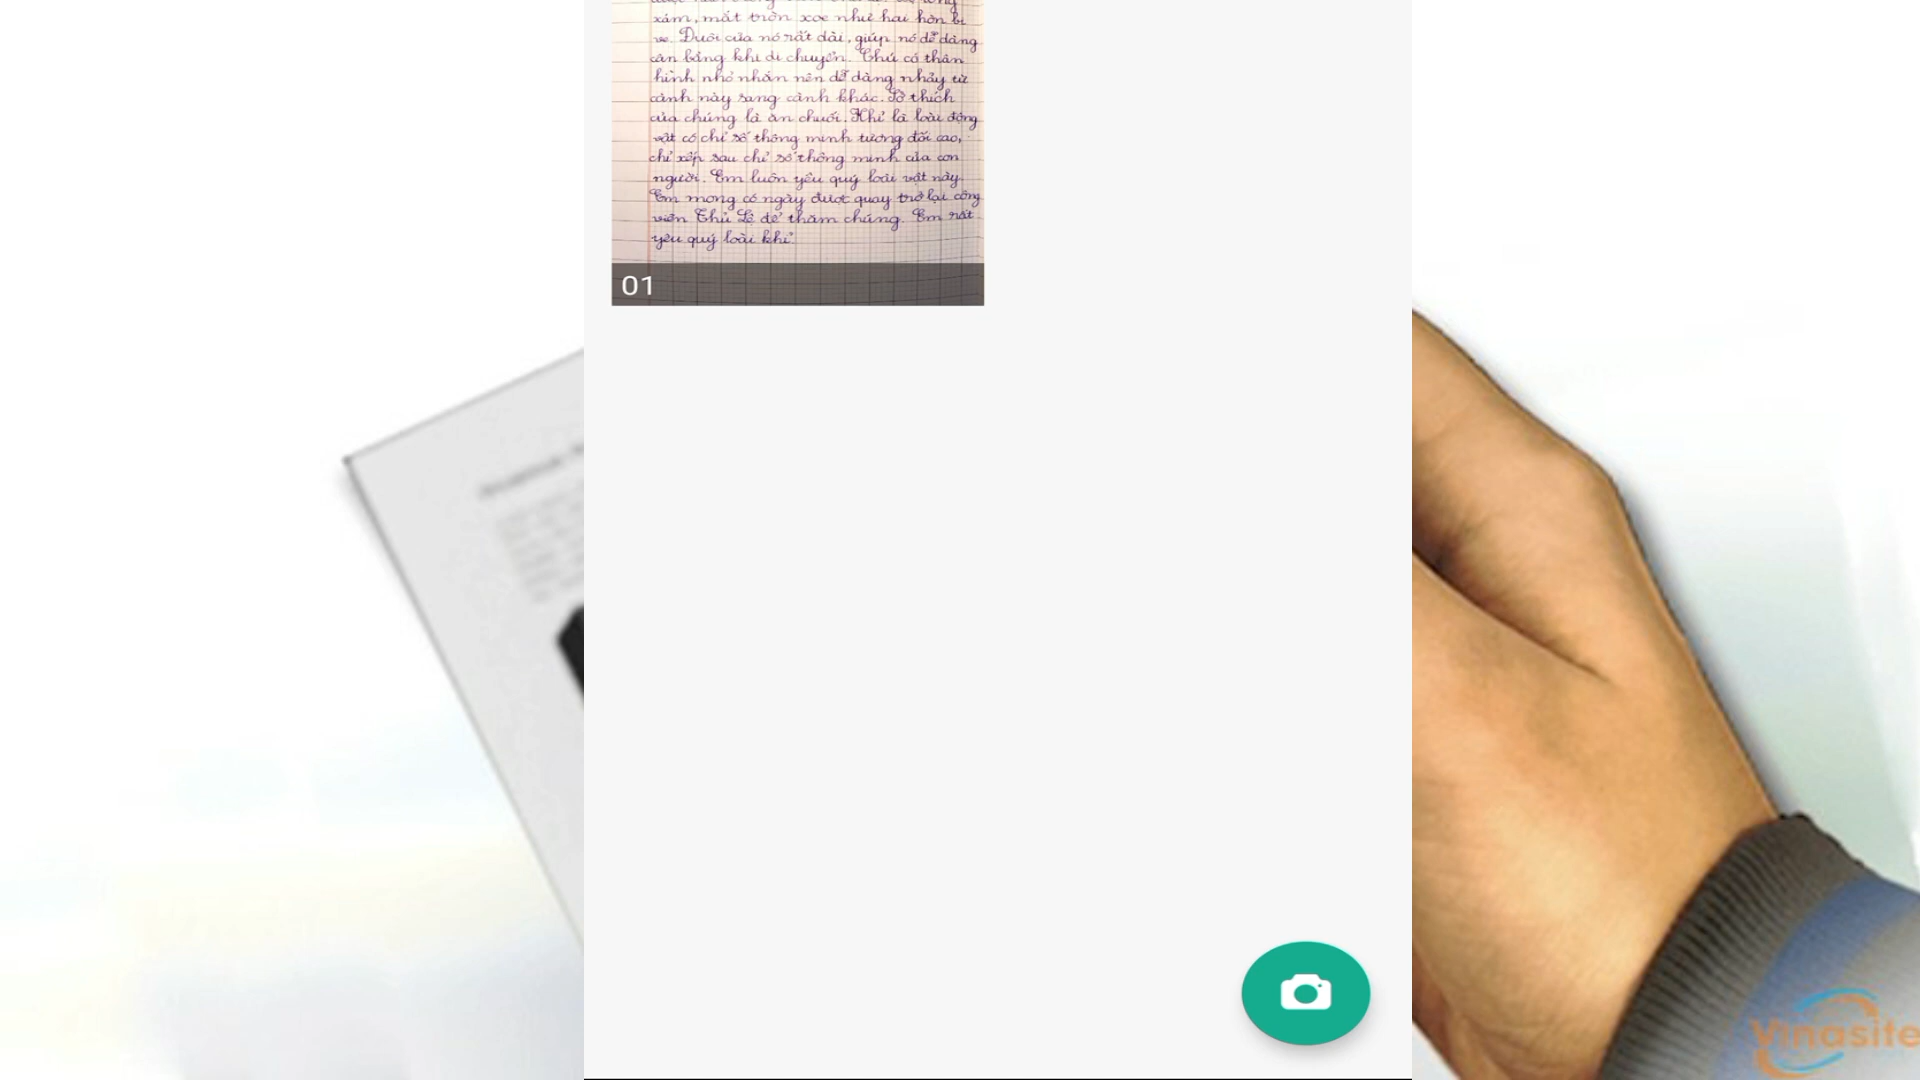 xám, mắt tròn xoe như hai hòn bi
ve. Đuôi của nó rất dài, giúp nó dễ dàng
cân bằng khi di chuyển. Chú có thân
hình nhỏ nhắn nên dễ dàng nhảy từ
cành này sang cành khác. Sở thích
của chúng là ăn chuối. Khỉ là loài động
vật có chỉ số thông minh tương đối cao,
chỉ xếp sau chỉ số thông minh của con
người. Em luôn yêu quý loài vật này.
Em mong có ngày được quay trở lại công
viên Thủ Lệ để thăm chúng. Em rất
yêu quý loài khỉ.
01
Vinasite